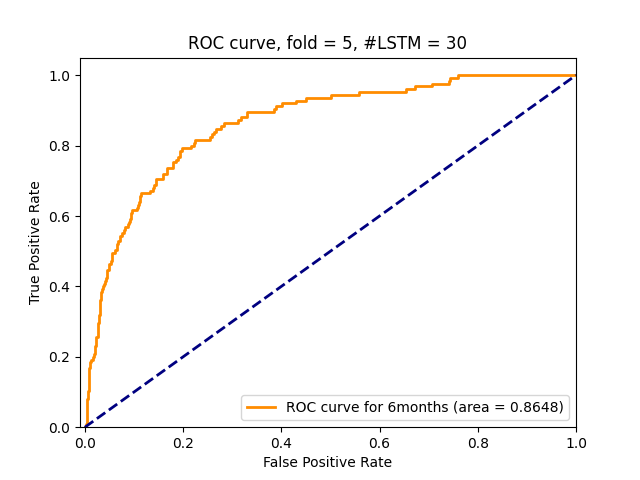 ROC curve, fold = 5, #LSTM = 30
True Positive Rate
1.0
0.8
0.6
0.4
0.2
0.0
ROC curve for 6months (area = 0.8648)
0.0 0.2 0.4 0.6 0.8 1.0
False Positive Rate